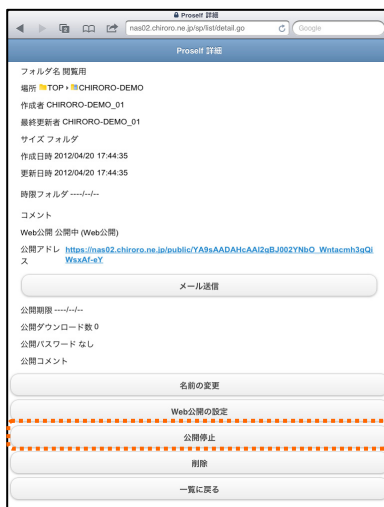 Proself 詳細
nas02.chiroro.ne.jp/sp/list/detail.go
Google
Proself 詳細
フォルダ名 閲覧用
場所 TOP › CHIRORO-DEMO
作成者 CHIRORO-DEMO_01
最終更新者 CHIRORO-DEMO_01
サイズ フォルダ
作成日時 2012/04/20 17:44:35
更新日時 2012/04/20 17:44:35
時限フォルダ ----/--/--
コメント
Web公開 公開中 (Web公開)
公開アドレス https://nas02.chiroro.ne.jp/public/YA9sAADAHcAAI2gBJ002YNbO_Wntacmh3gQi
WsxAf-eY
メール送信
公開期限 ----/--/--
公開ダウンロード数 0
公開パスワード なし
公開コメント
名前の変更
Web公開の設定
公開停止
削除
一覧に戻る